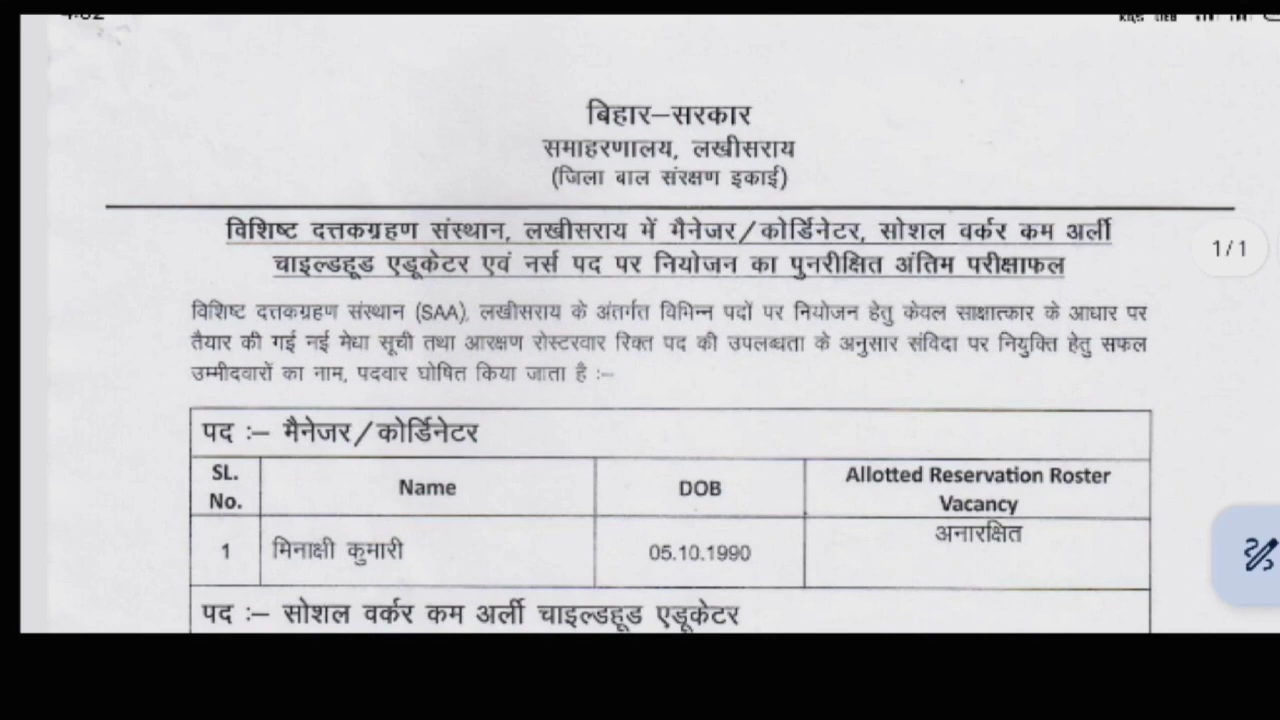 बिहार–सरकार
समाहरणालय, लखीसराय
(जिला बाल संरक्षण इकाई)
विशिष्ट दत्तकग्रहण संस्थान, लखीसराय में मैनेजर/कोर्डिनेटर, सोशल वर्कर कम अर्ली
चाइल्डहूड एडूकेटर एवं नर्स पद पर नियोजन का पुनरीक्षित अंतिम परीक्षाफल
1/1
विशिष्ट दत्तकग्रहण संस्थान (SAA), लखीसराय के अंतर्गत विभिन्न पदों पर नियोजन हेतु केवल साक्षात्कार के आधार पर
तैयार की गई नई मेधा सूची तथा आरक्षण रोस्टरवार रिक्त पद की उपलब्धता के अनुसार संविदा पर नियुक्ति हेतु सफल
उम्मीदवारों का नाम, पदवार घोषित किया जाता है :–
पद :– मैनेजर/कोर्डिनेटर
SL. No. Name DOB Allotted Reservation Roster Vacancy
1 मिनाक्षी कुमारी 05.10.1990 अनारक्षित
पद :– सोशल वर्कर कम अर्ली चाइल्डहूड एडूकेटर